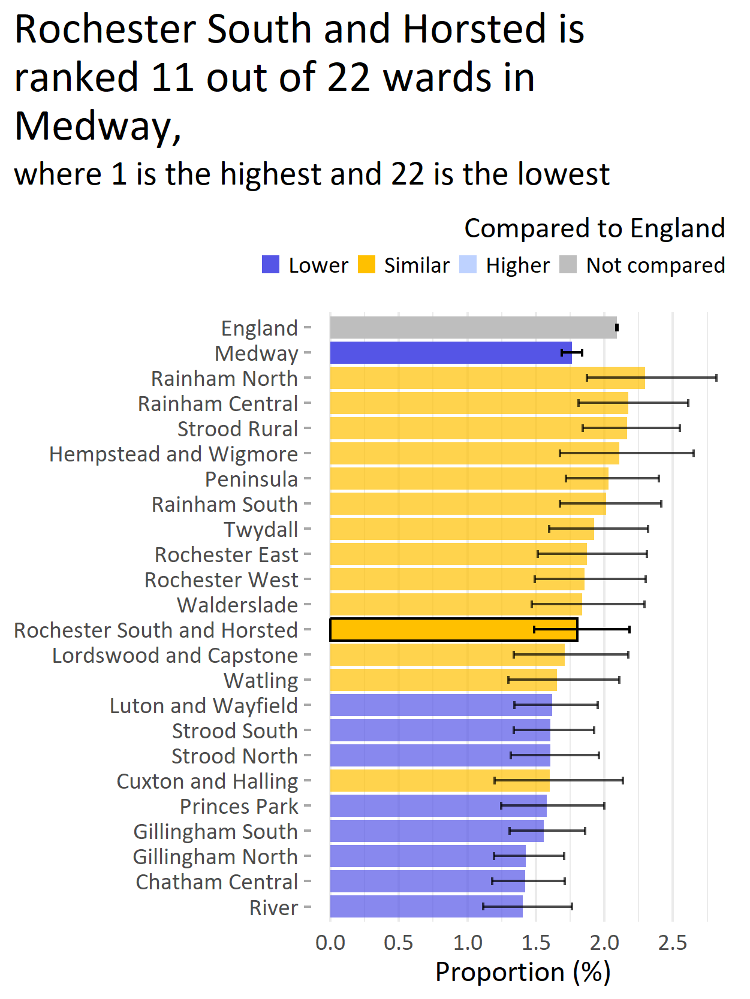 Rochester South and Horsted is
ranked 11 out of 22 wards in
Medway,
where 1 is the highest and 22 is the lowest
Compared to England
Lower Similar Higher Not compared
England
Medway
Rainham North
Rainham Central
Strood Rural
Hempstead and Wigmore
Peninsula
Rainham South
Twydall
Rochester East
Rochester West
Walderslade
Rochester South and Horsted
Lordswood and Capstone
Watling
Luton and Wayfield
Strood South
Strood North
Cuxton and Halling
Princes Park
Gillingham South
Gillingham North
Chatham Central
River
0.0 0.5 1.0 1.5 2.0 2.5
Proportion (%)